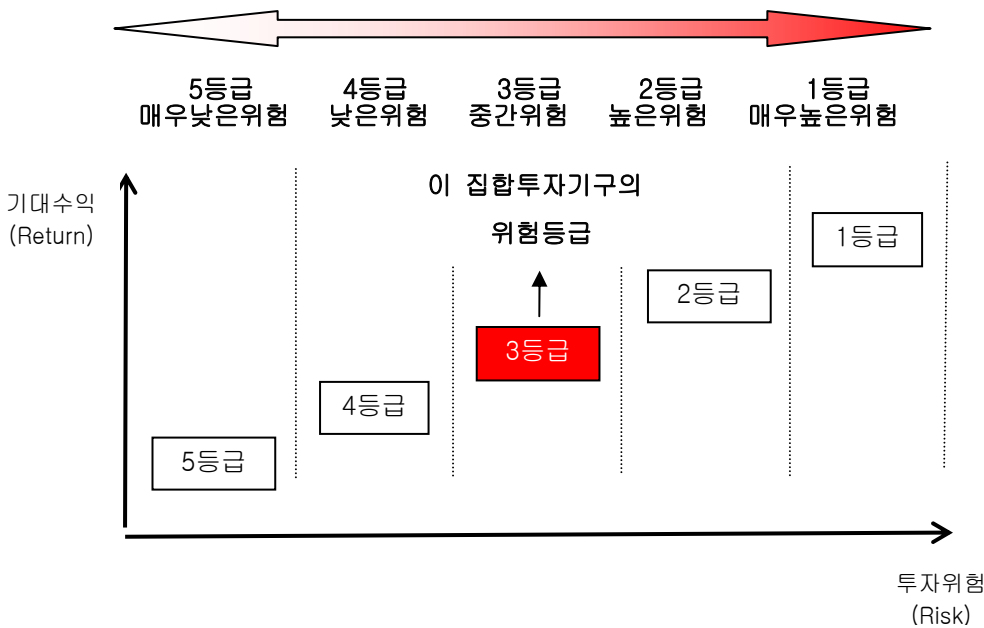 5등급
매우낮은위험
4등급
낮은위험
3등급
중간위험
2등급
높은위험
1등급
매우높은위험
기대수익
(Return)
이 집합투자기구의
위험등급
1등급
2등급
3등급
4등급
5등급
투자위험
(Risk)